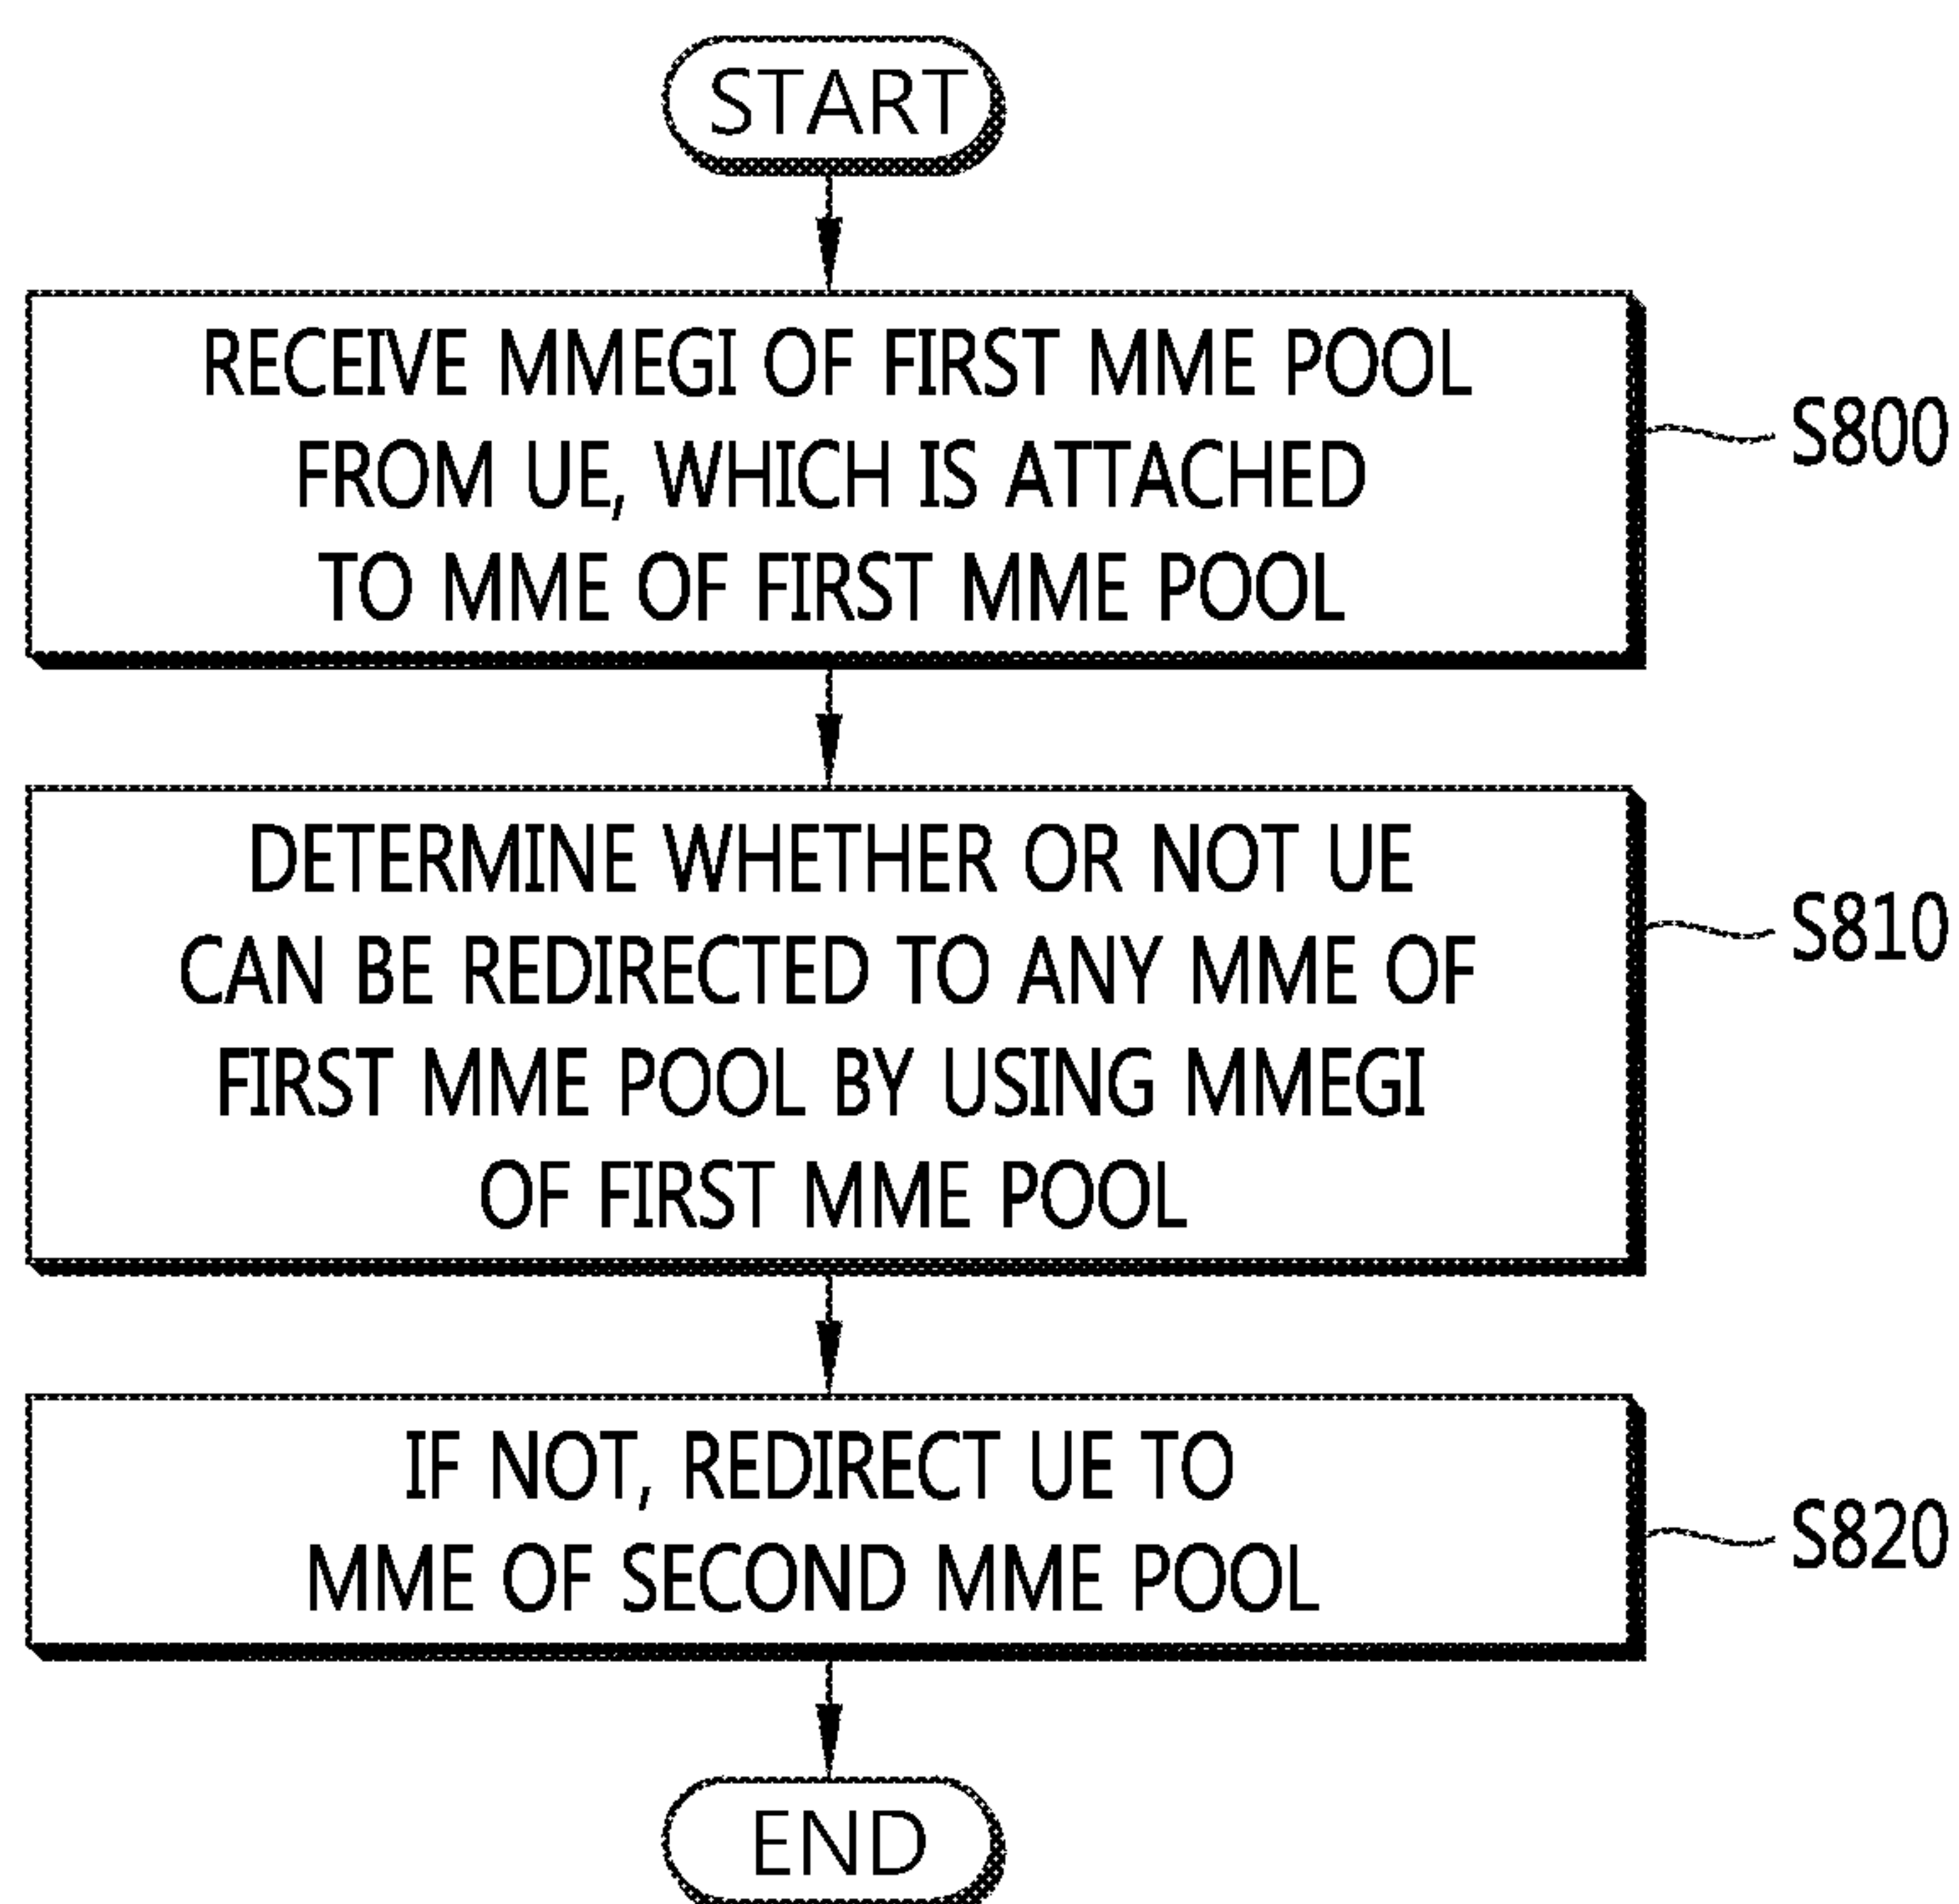 START
RECEIVE MMEGI OF FIRST MME POOL
FROM UE, WHICH IS ATTACHED
TO MME OF FIRST MME POOL
S800
DETERMINE WHETHER OR NOT UE
CAN BE REDIRECTED TO ANY MME OF
FIRST MME POOL BY USING MMEGI
OF FIRST MME POOL
S810
IF NOT, REDIRECT UE TO
MME OF SECOND MME POOL
S820
END